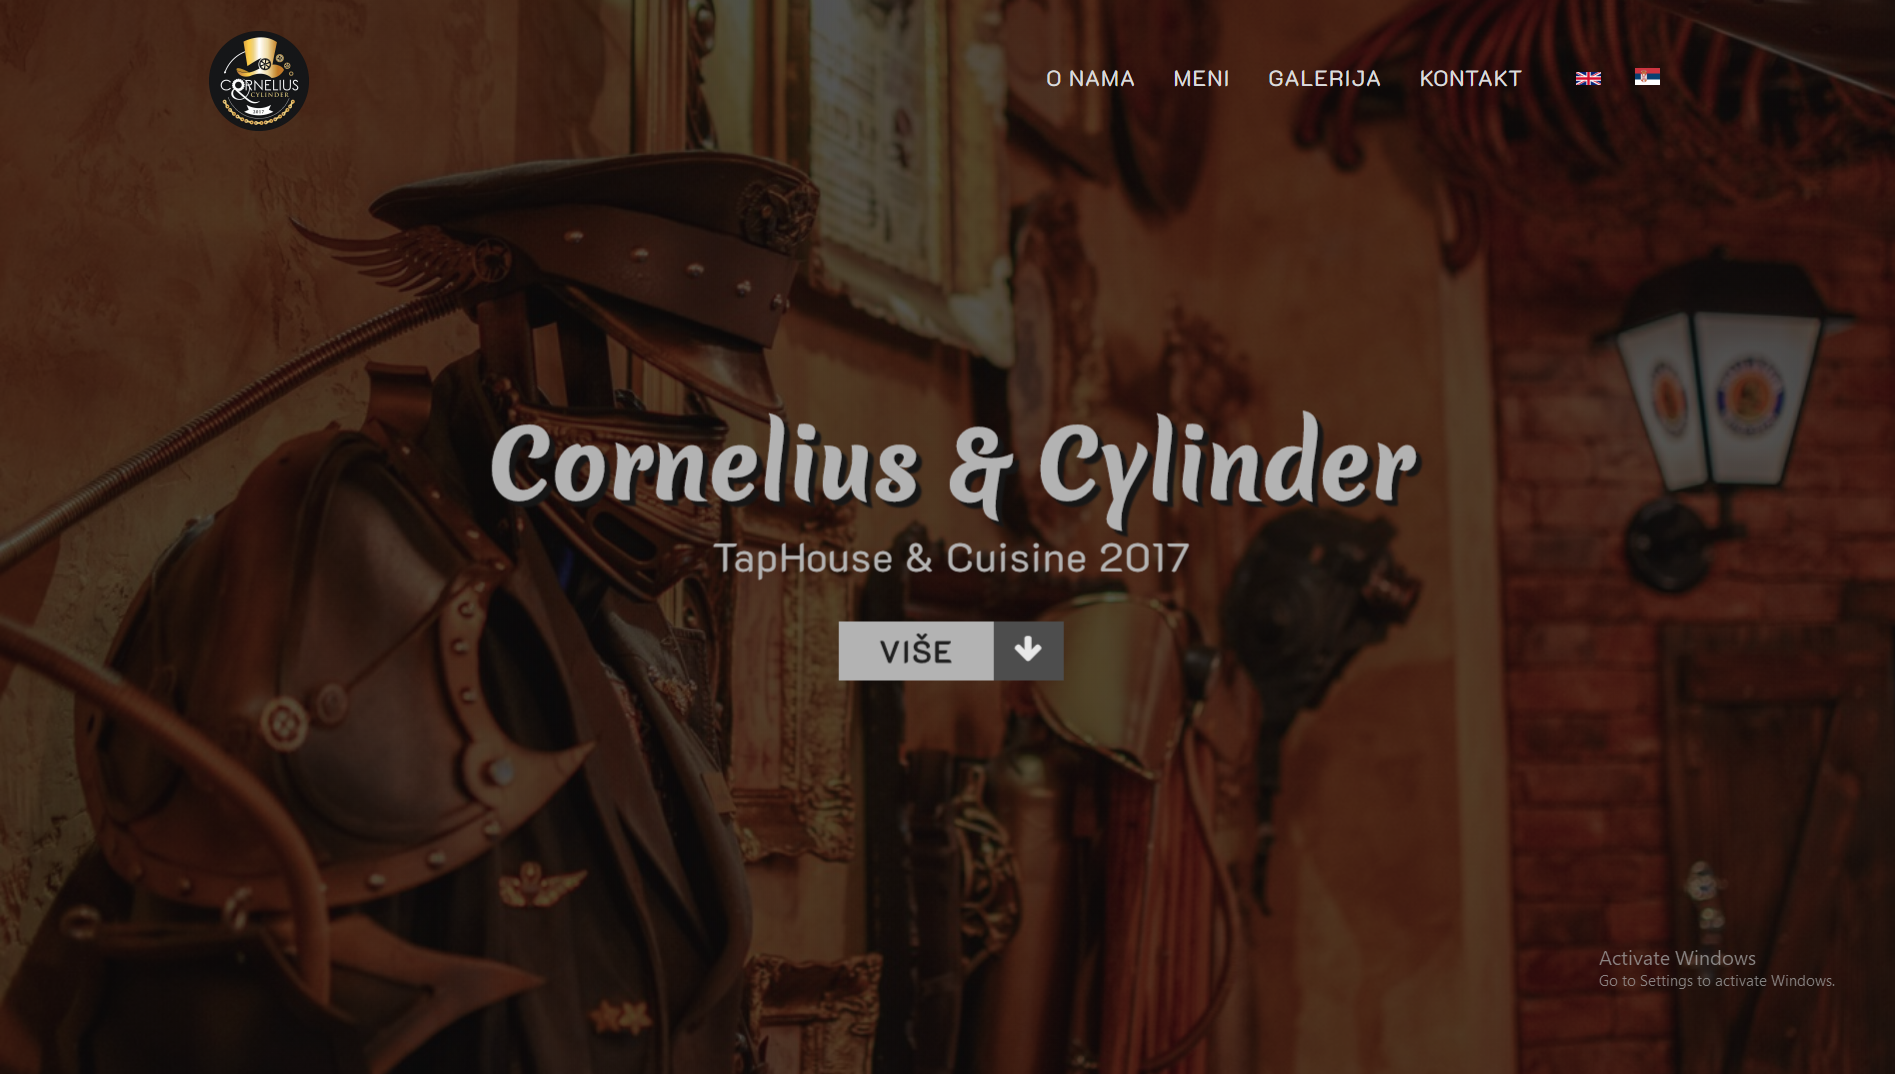 CORNELIUS
& CYLINDER
2017
O NAMA
MENI
GALERIJA
KONTAKT
Cornelius & Cylinder
TapHouse & Cuisine 2017
VIŠE
Activate Windows
Go to Settings to activate Windows.